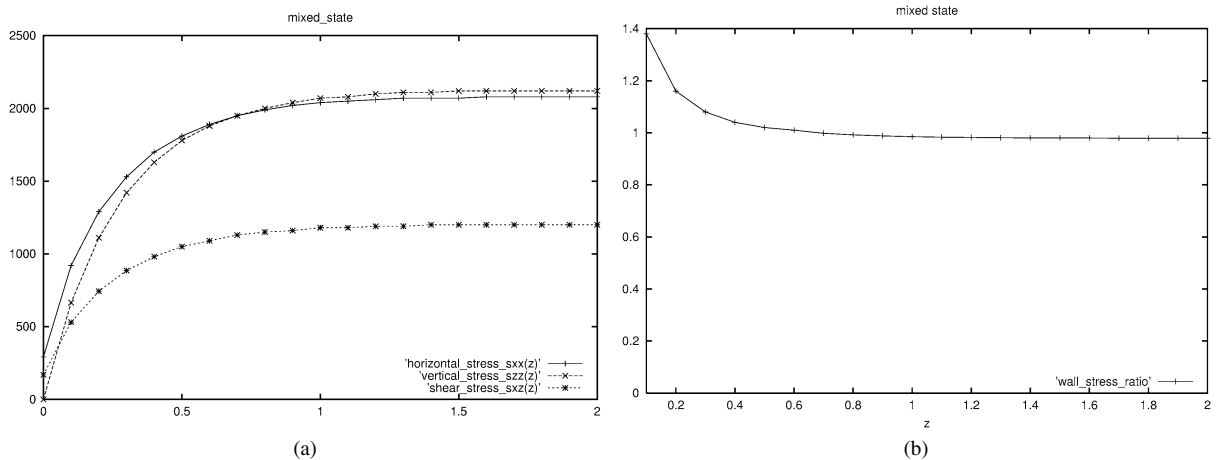 mixed_state
2500
2000
1500
1000
500
0
'horizontal_stress_sxx(z)'
'vertical_stress_szz(z)'
'shear_stress_sxz(z)'
0 0.5 1 1.5 2
(a)
mixed state
1.4
1.2
1
0.8
0.6
0.4
0.2
0
'wall_stress_ratio'
0.2 0.4 0.6 0.8 1 1.2 1.4 1.6 1.8 2
z
(b)